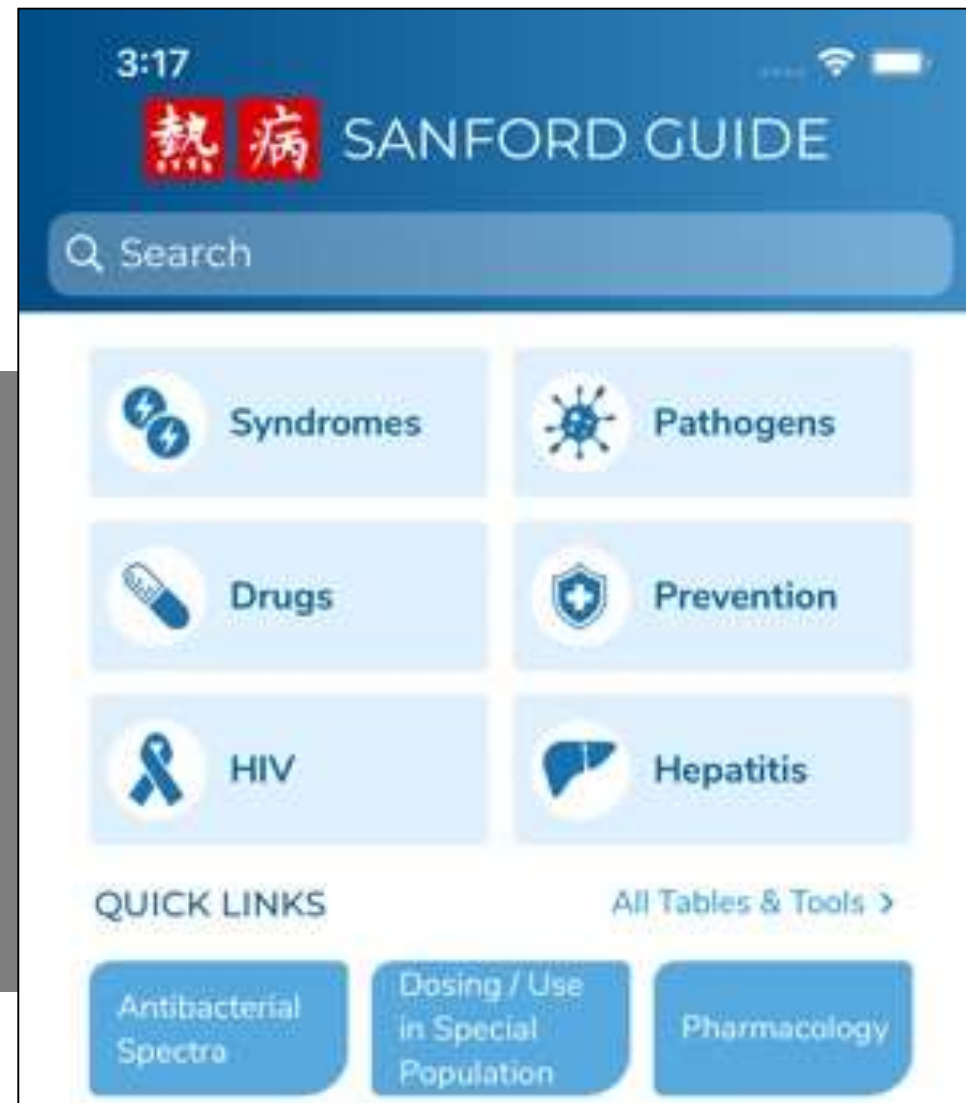 3:17
熱病 SANFORD GUIDE
Search
Syndromes
Pathogens
Drugs
Prevention
HIV
Hepatitis
QUICK LINKS
All Tables & Tools >
Antibacterial
Spectra
Dosing / Use
in Special
Population
Pharmacology